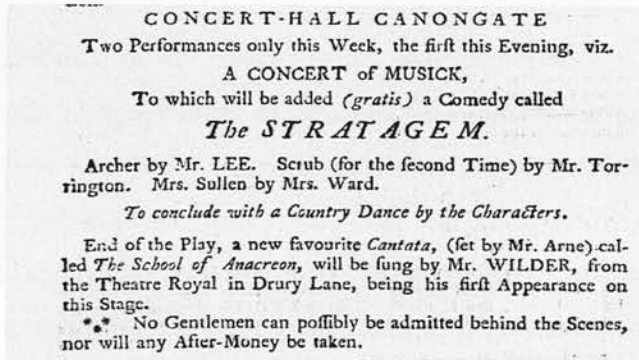 CONCERT-HALL CANONGATE
Two Performances only this Week, the firſt this Evening, viz.
A CONCERT of MUSICK,
To which will be added (gratis) a Comedy called
The STRATAGEM.
Archer by Mr. LEE. Scrub (for the ſecond Time) by Mr. Tor-
rington. Mrs. Sullen by Mrs. Ward.
To conclude with a Country Dance by the Characters.
End of the Play, a new favourite Cantata, (ſet by Mr. Arne) cal-
led The School of Anacreon, will be ſung by Mr. WILDER, from
the Theatre Royal in Drury Lane, being his firſt Appearance on
this Stage.
*⁎* No Gentlemen can poſſibly be admitted behind the Scenes,
nor will any After-Money be taken.